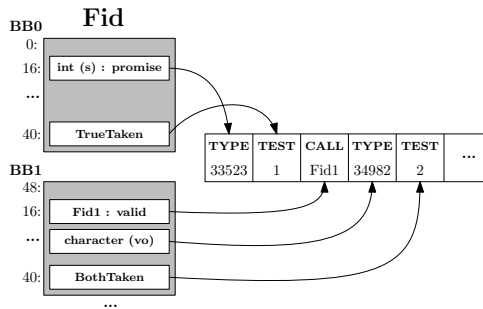 Fid
BB0
0:
16: int (s) : promise
...
40: TrueTaken
TYPE TEST CALL TYPE TEST ...
33523 1 Fid1 34982 2
BB1
48:
16: Fid1 : valid
... character (vo)
40: BothTaken
...